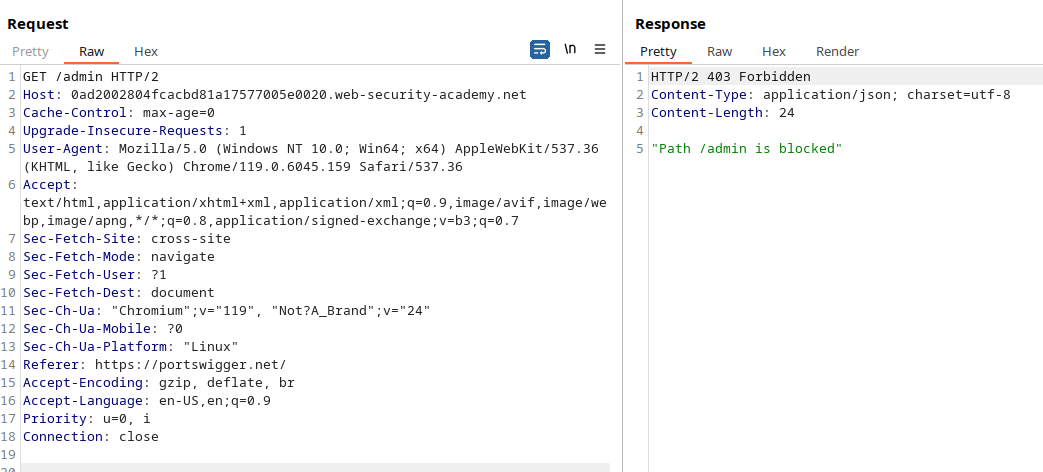 Request
Pretty Raw Hex \n
1 GET /admin HTTP/2
2 Host: 0ad2002804fcacbd81a17577005e0020.web-security-academy.net
3 Cache-Control: max-age=0
4 Upgrade-Insecure-Requests: 1
5 User-Agent: Mozilla/5.0 (Windows NT 10.0; Win64; x64) AppleWebKit/537.36
(KHTML, like Gecko) Chrome/119.0.6045.159 Safari/537.36
6 Accept:
text/html,application/xhtml+xml,application/xml;q=0.9,image/avif,image/we
bp,image/apng,*/*;q=0.8,application/signed-exchange;v=b3;q=0.7
7 Sec-Fetch-Site: cross-site
8 Sec-Fetch-Mode: navigate
9 Sec-Fetch-User: ?1
10 Sec-Fetch-Dest: document
11 Sec-Ch-Ua: "Chromium";v="119", "Not?A_Brand";v="24"
12 Sec-Ch-Ua-Mobile: ?0
13 Sec-Ch-Ua-Platform: "Linux"
14 Referer: https://portswigger.net/
15 Accept-Encoding: gzip, deflate, br
16 Accept-Language: en-US,en;q=0.9
17 Priority: u=0, i
18 Connection: close
19
20
Response
Pretty Raw Hex Render
1 HTTP/2 403 Forbidden
2 Content-Type: application/json; charset=utf-8
3 Content-Length: 24
4
5 "Path /admin is blocked"